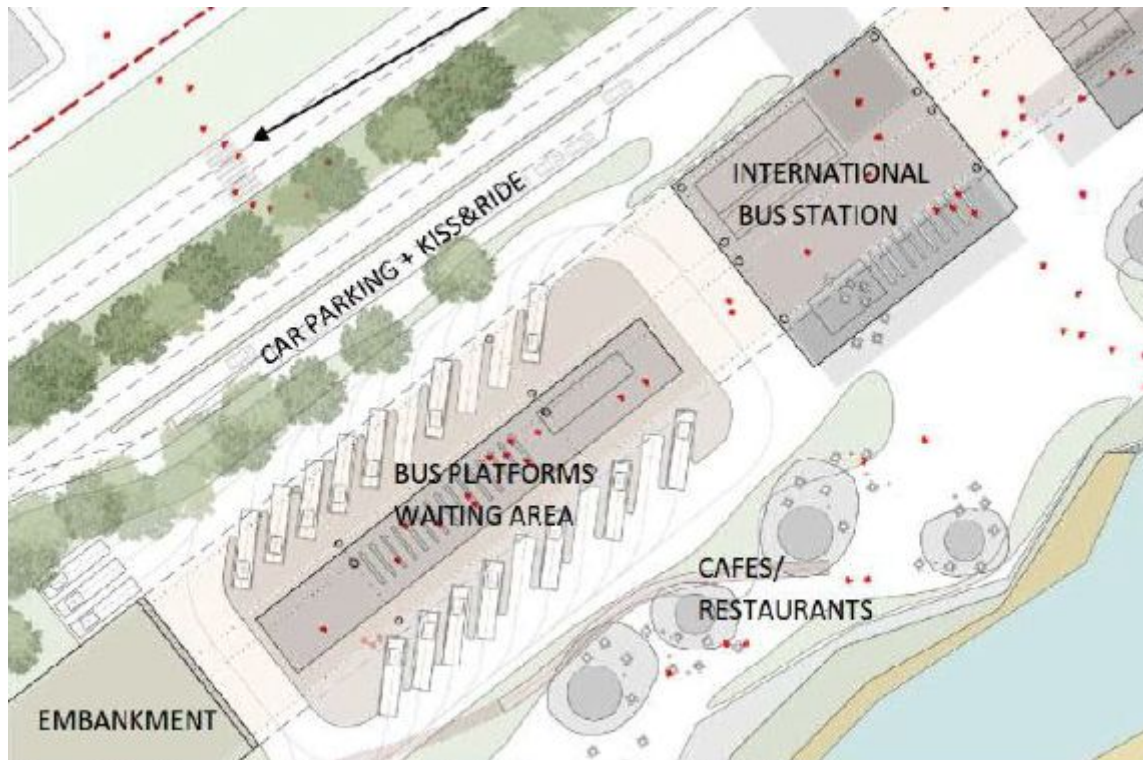 INTERNATIONAL
BUS STATION
CAR PARKING + KISS&RIDE
BUS PLATFORMS
WAITING AREA
CAFES/
RESTAURANTS
EMBANKMENT